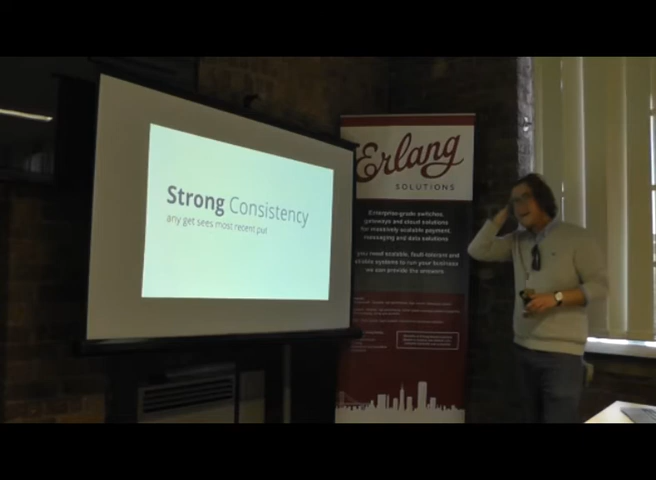 Strong Consistency
any get sees most recent put
Erlang
SOLUTIONS
Enterprise-grade switches,
gateways and cloud solutions
for massively scalable payment,
messaging and data solutions
you need scalable, fault-tolerant and
reliable systems to run your business
we can provide the answers